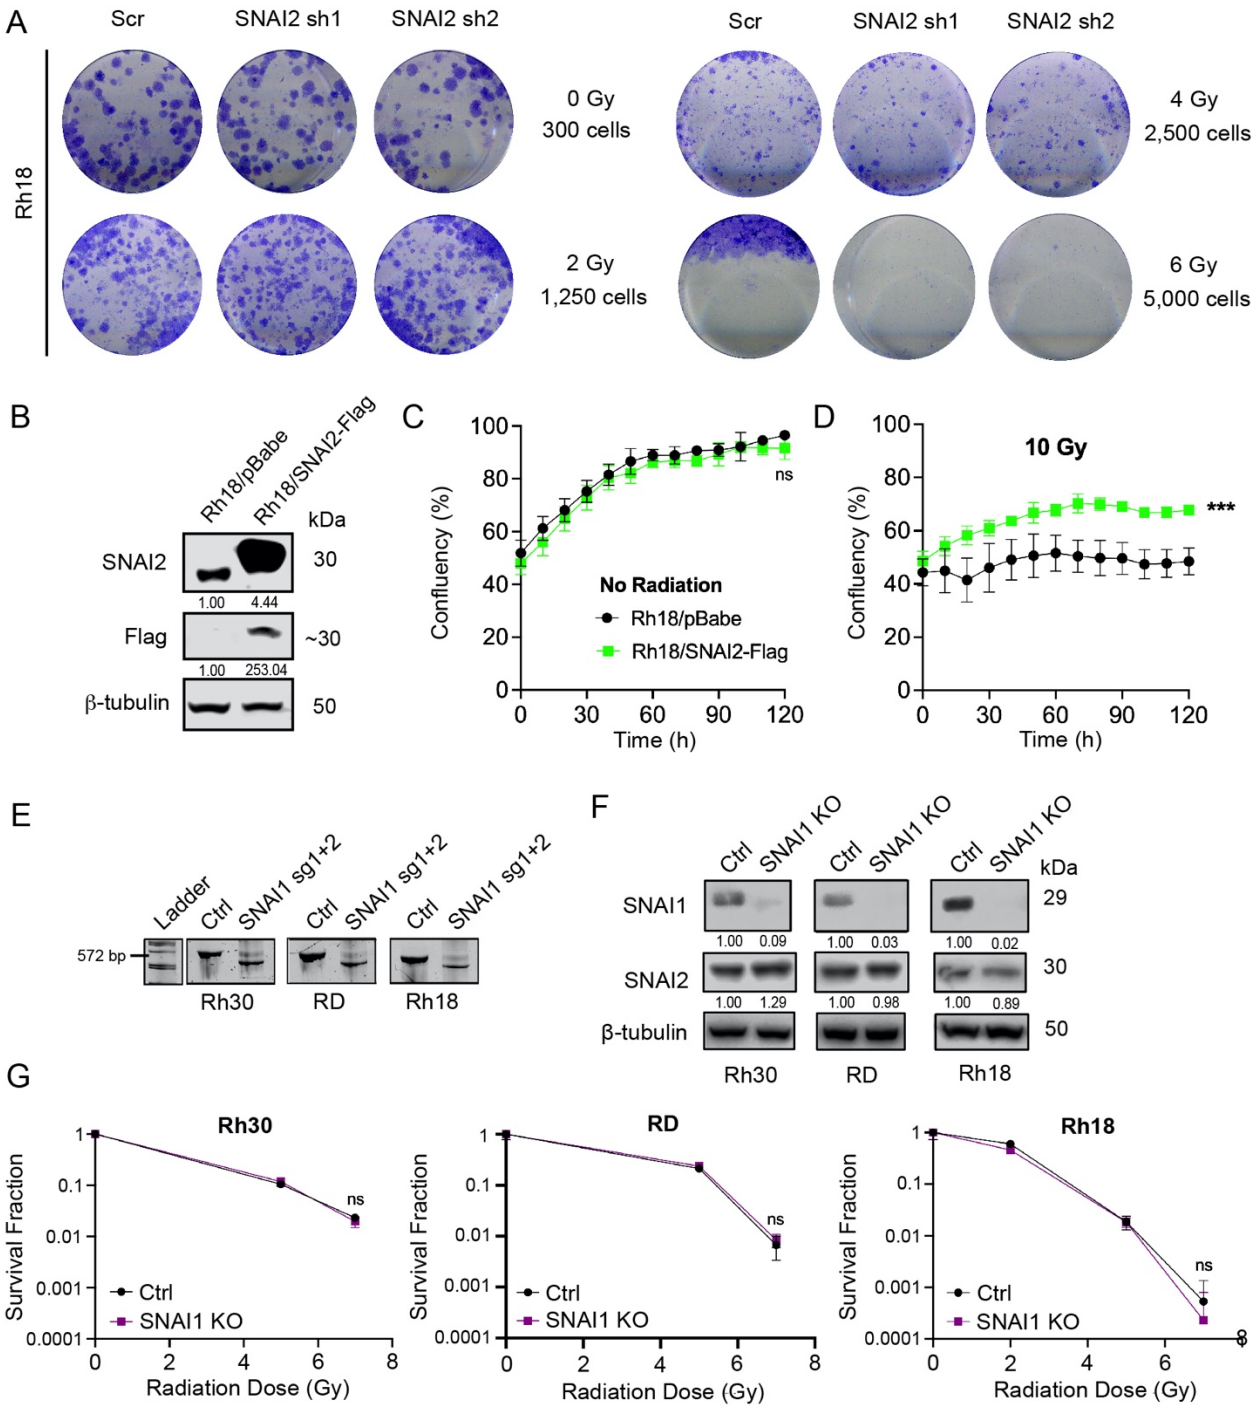 A
Scr SNAI2 sh1 SNAI2 sh2
Scr SNAI2 sh1 SNAI2 sh2
Rh18
0 Gy
300 cells
4 Gy
2,500 cells
2 Gy
1,250 cells
6 Gy
5,000 cells
B
Rh18/pBabe
Rh18/SNAI2-Flag
kDa
SNAI2
30
1.00 4.44
Flag
~30
1.00 253.04
β-tubulin
50
C
Confluency (%)
100
80
60
40
20
0
ns
No Radiation
Rh18/pBabe
Rh18/SNAI2-Flag
0 30 60 90 120
Time (h)
D
Confluency (%)
100
80
60
40
20
0
10 Gy
***
0 30 60 90 120
Time (h)
E
Ladder
Ctrl
SNAI1 sg1+2
Ctrl
SNAI1 sg1+2
Ctrl
SNAI1 sg1+2
572 bp
Rh30 RD Rh18
F
Ctrl
SNAI1 KO
Ctrl
SNAI1 KO
Ctrl
SNAI1 KO
kDa
SNAI1
29
1.00 0.09 1.00 0.03 1.00 0.02
SNAI2
30
1.00 1.29 1.00 0.98 1.00 0.89
β-tubulin
50
Rh30 RD Rh18
G
Rh30
Survival Fraction
1
0.1
0.01
0.001
0.0001
ns
Ctrl
SNAI1 KO
0 2 4 6 8
Radiation Dose (Gy)
RD
Survival Fraction
1
0.1
0.01
0.001
0.0001
ns
Ctrl
SNAI1 KO
0 2 4 6 8
Radiation Dose (Gy)
Rh18
Survival Fraction
1
0.1
0.01
0.001
0.0001
ns
Ctrl
SNAI1 KO
8
0 2 4 6 8
Radiation Dose (Gy)